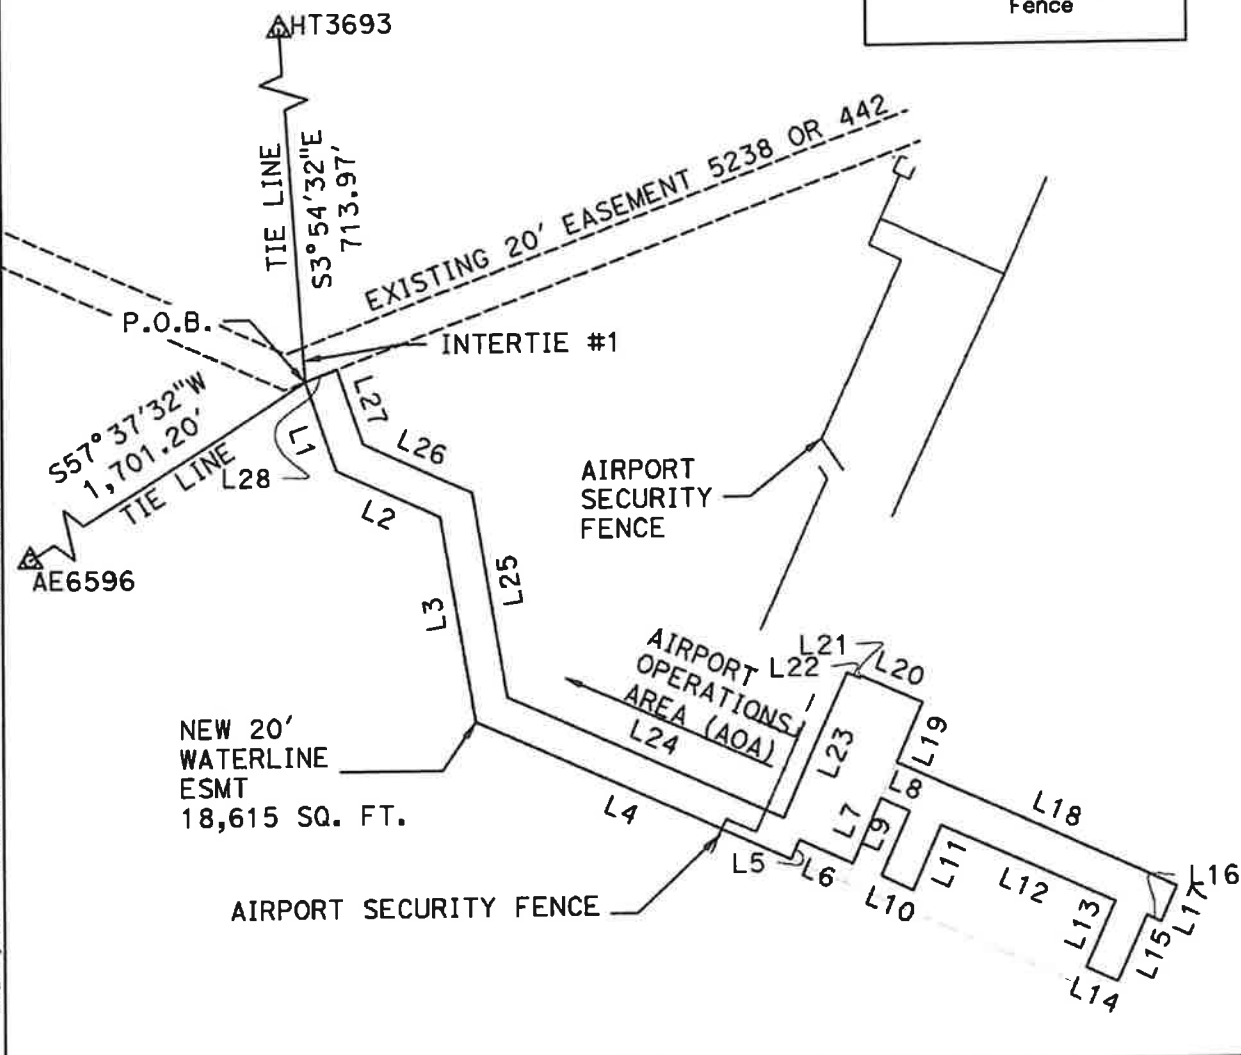 Fence
HT3693
TIE LINE
S3°54'32"E
713.97'
EXISTING 20' EASEMENT 5238 OR 442
P.O.B.
INTERTIE #1
S57°37'32"W
1,701.20'
TIE LINE
AE6596
L28
L1
L27
L26
L2
L3
L25
AIRPORT
SECURITY
FENCE
AIRPORT
OPERATIONS
AREA (AOA)
L21
L22
L20
L24
L23
L19
NEW 20'
WATERLINE
ESMT
18,615 SQ. FT.
L4
L5
L6
L7
L8
L9
L10
L11
L12
L18
L13
L14
L15
L16
L17
AIRPORT SECURITY FENCE